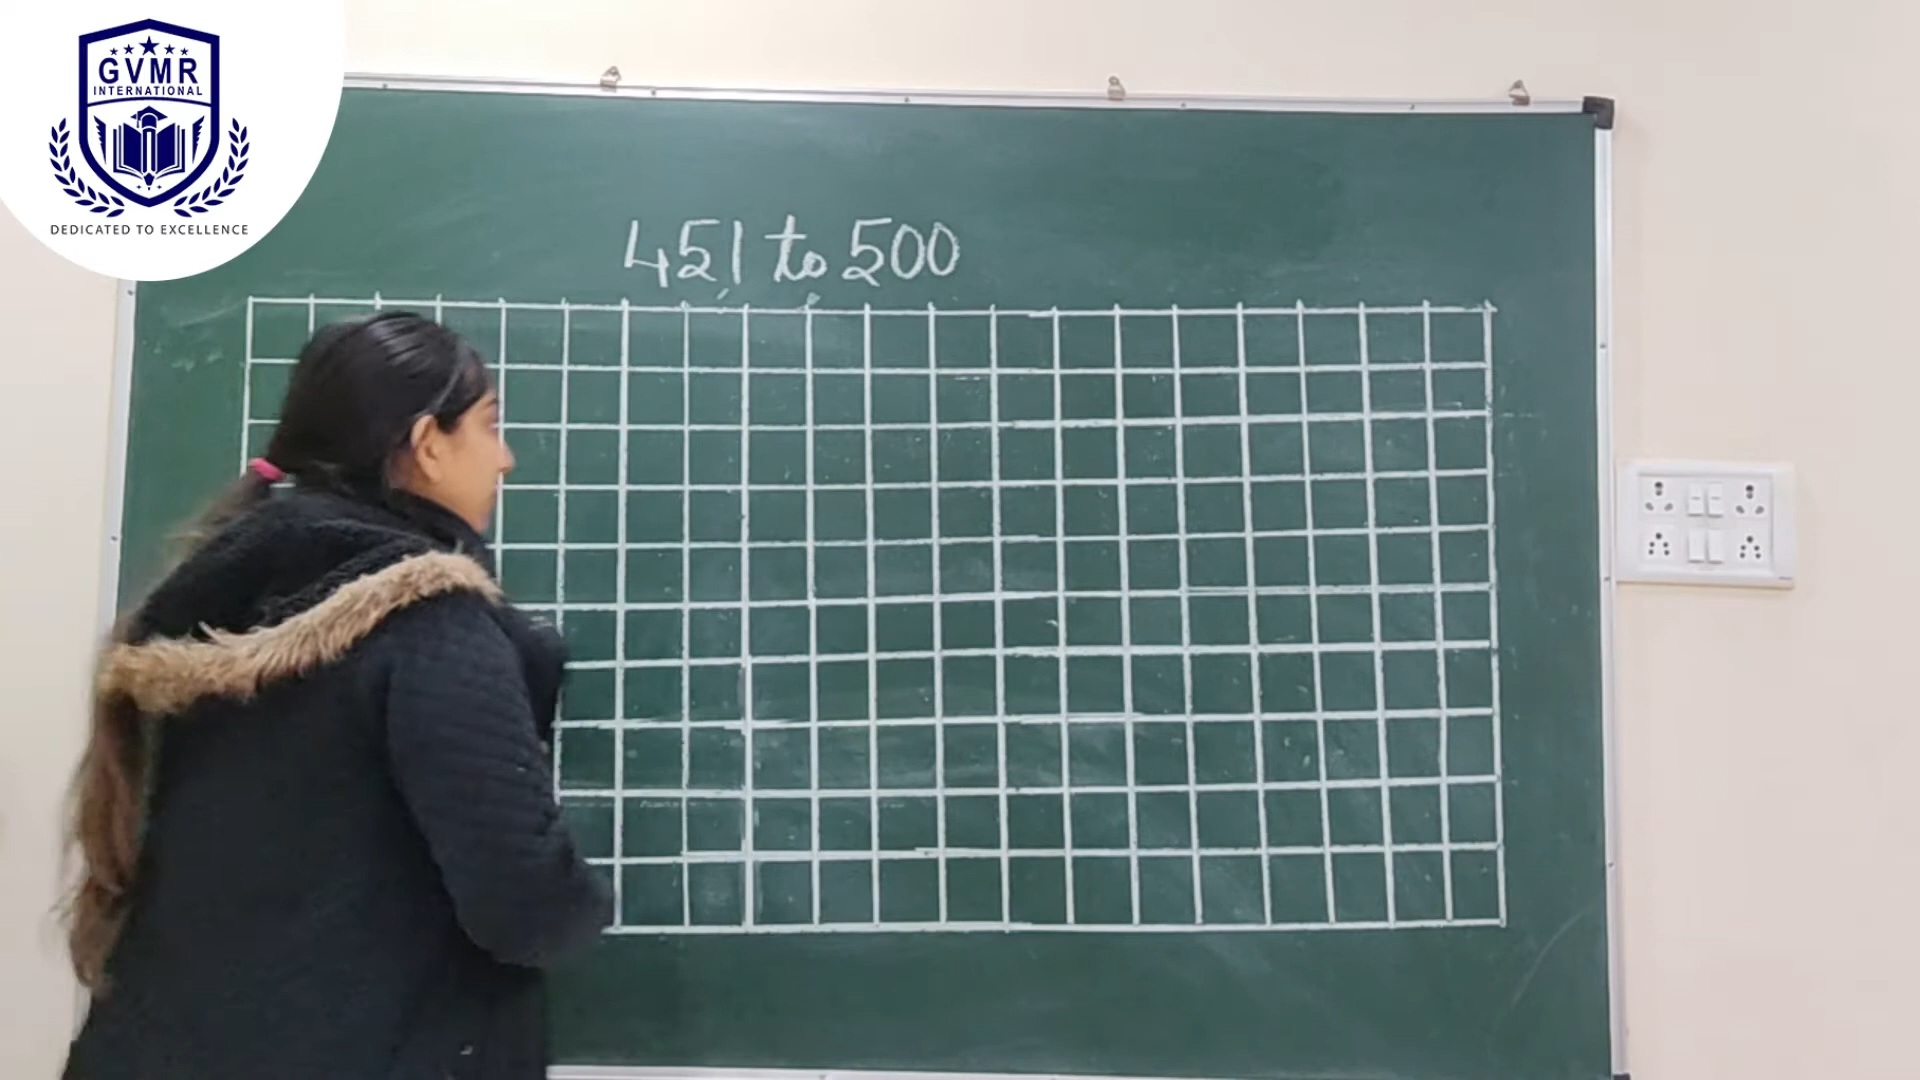 GVMR
INTERNATIONAL
DEDICATED TO EXCELLENCE
451 to 500